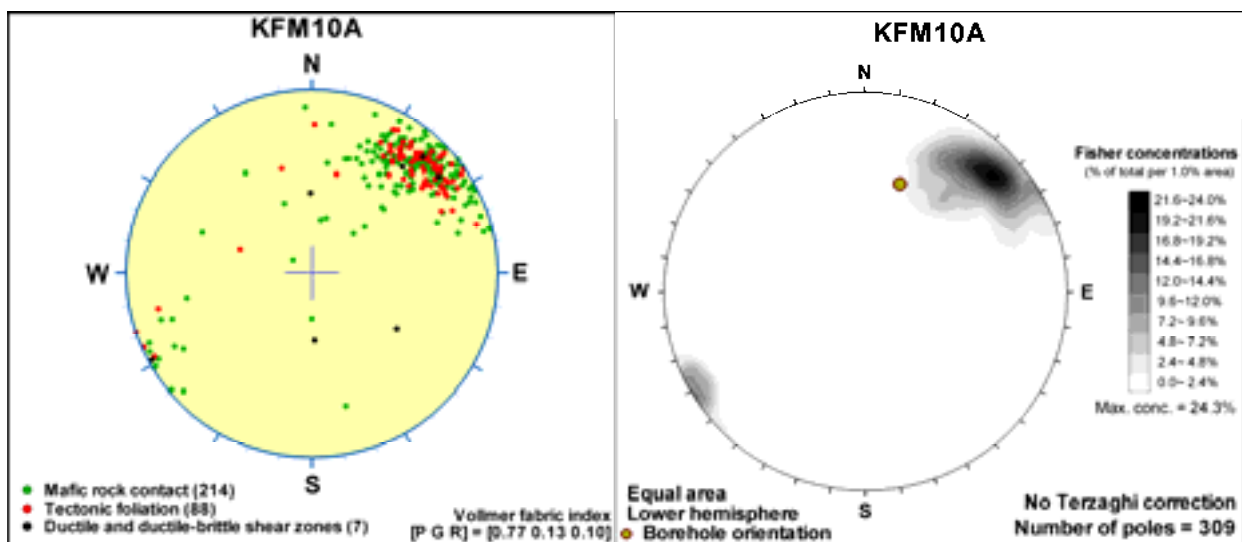 KFM10A
N
W
E
S
Mafic rock contact (214)
Tectonic foliation (88)
Ductile and ductile-brittle shear zones (7)
Vollmer fabric index
[P G R] = [0.77 0.13 0.10]
KFM10A
N
W
E
S
Fisher concentrations
(% of total per 1.0% area)
21.6~24.0%
19.2~21.6%
16.8~19.2%
14.4~16.8%
12.0~14.4%
9.6~12.0%
7.2~9.6%
4.8~7.2%
2.4~4.8%
0.0~2.4%
Max. conc. = 24.3%
Equal area
Lower hemisphere
Borehole orientation
No Terzaghi correction
Number of poles = 309